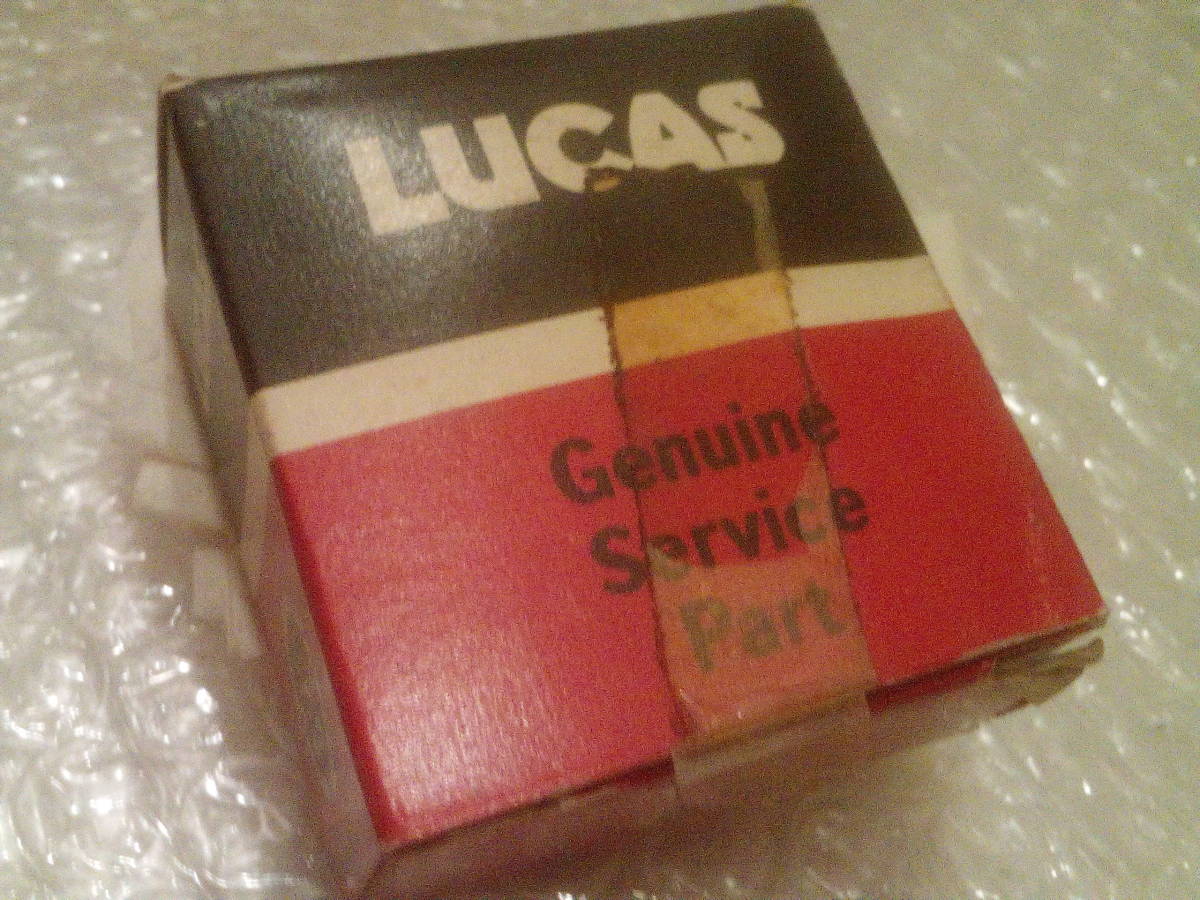 LUCAS
Genuine
Service
Part